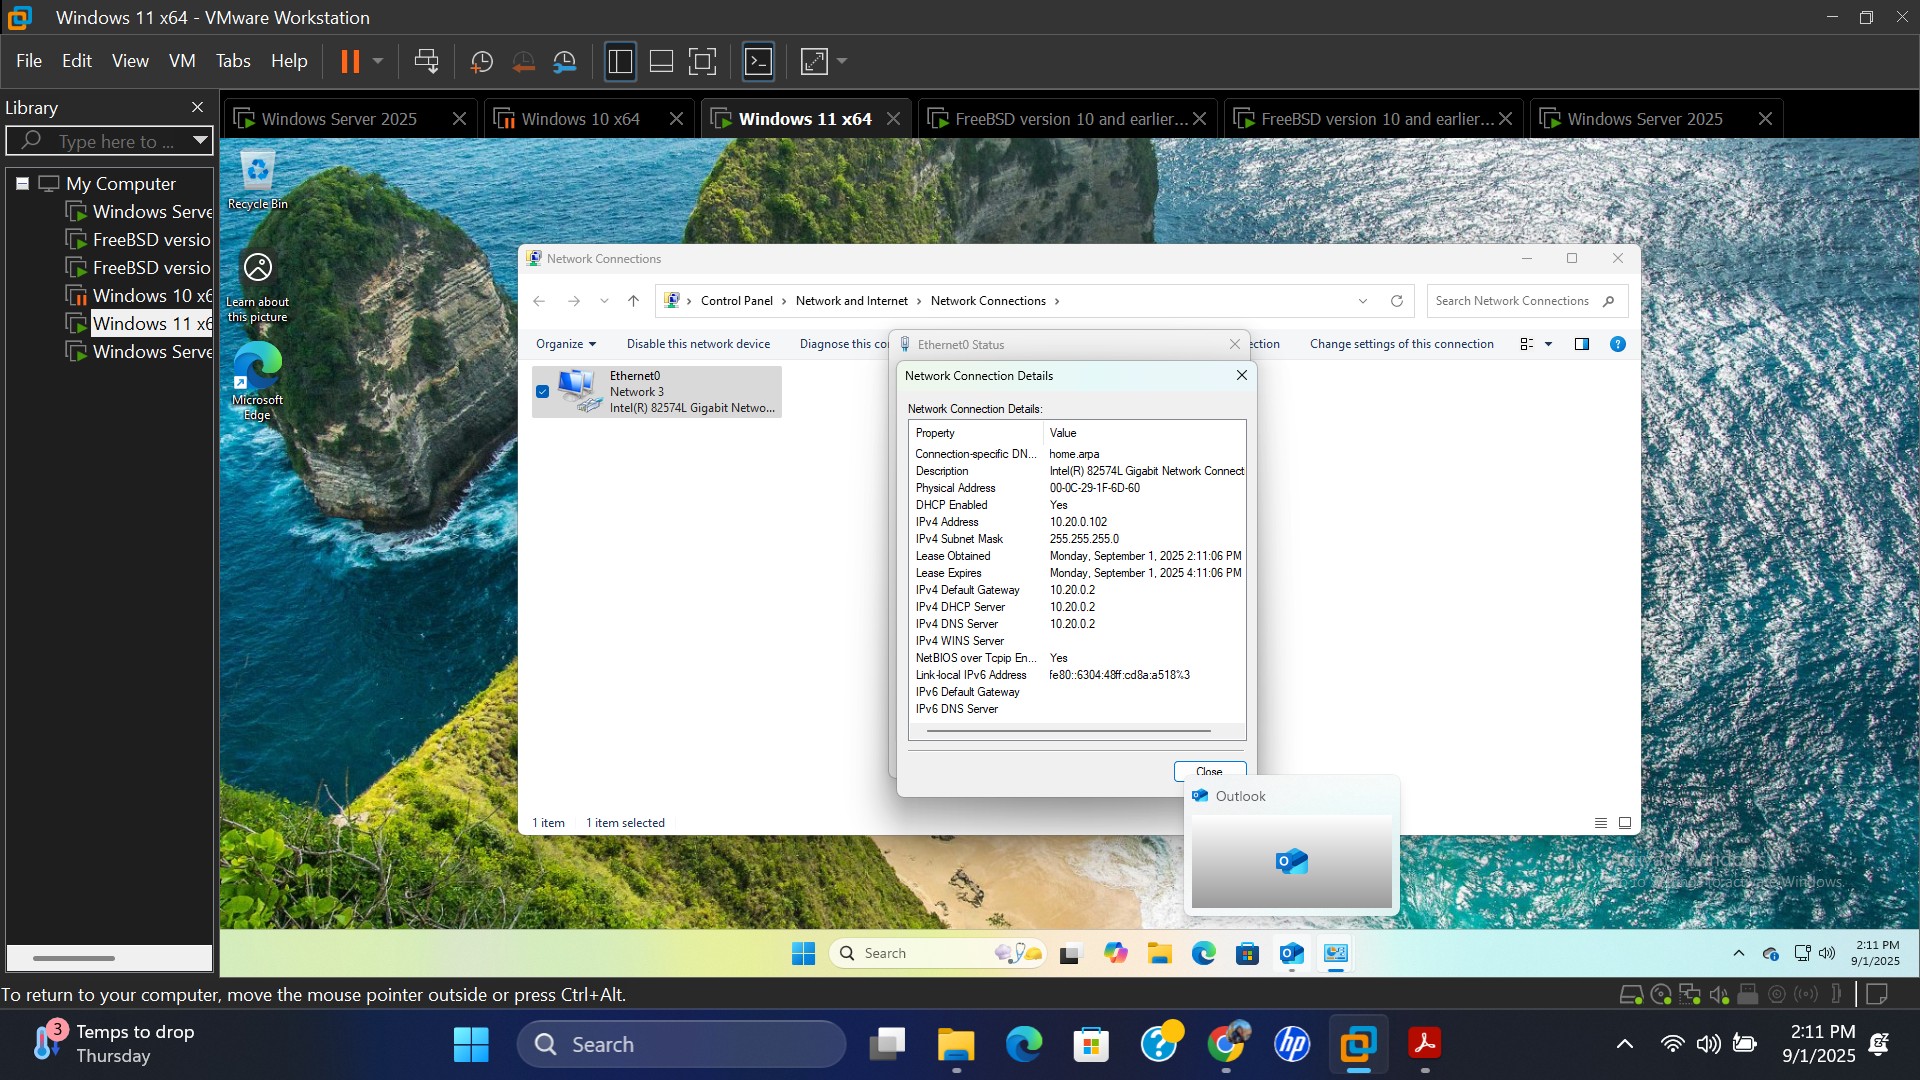 Windows 11 x64 - VMware Workstation
File Edit View VM Tabs Help
Library
Type here to ...
My Computer
Windows Serve
FreeBSD versio
FreeBSD versio
Windows 10 x6
Windows 11 x6
Windows Serve
Windows Server 2025
Windows 10 x64
Windows 11 x64
FreeBSD version 10 and earlier...
FreeBSD version 10 and earlier...
Windows Server 2025
Recycle Bin
Learn about
this picture
Microsoft
Edge
Network Connections
Control Panel > Network and Internet > Network Connections >
Search Network Connections
Organize
Disable this network device
Diagnose this co
ction
Change settings of this connection
Ethernet0
Network 3
Intel(R) 82574L Gigabit Netwo...
Ethernet0 Status
Network Connection Details
Network Connection Details:
Property Value
Connection-specific DN... home.arpa
Description Intel(R) 82574L Gigabit Network Connect
Physical Address 00-0C-29-1F-6D-60
DHCP Enabled Yes
IPv4 Address 10.20.0.102
IPv4 Subnet Mask 255.255.255.0
Lease Obtained Monday, September 1, 2025 2:11:06 PM
Lease Expires Monday, September 1, 2025 4:11:06 PM
IPv4 Default Gateway 10.20.0.2
IPv4 DHCP Server 10.20.0.2
IPv4 DNS Server 10.20.0.2
IPv4 WINS Server
NetBIOS over Tcpip En... Yes
Link-local IPv6 Address fe80::6304:48ff:cd8a:a518%3
IPv6 Default Gateway
IPv6 DNS Server
Close
Outlook
1 item 1 item selected
Windows.
Search
2:11 PM
9/1/2025
To return to your computer, move the mouse pointer outside or press Ctrl+Alt.
3
Temps to drop
Thursday
Search
2:11 PM
9/1/2025